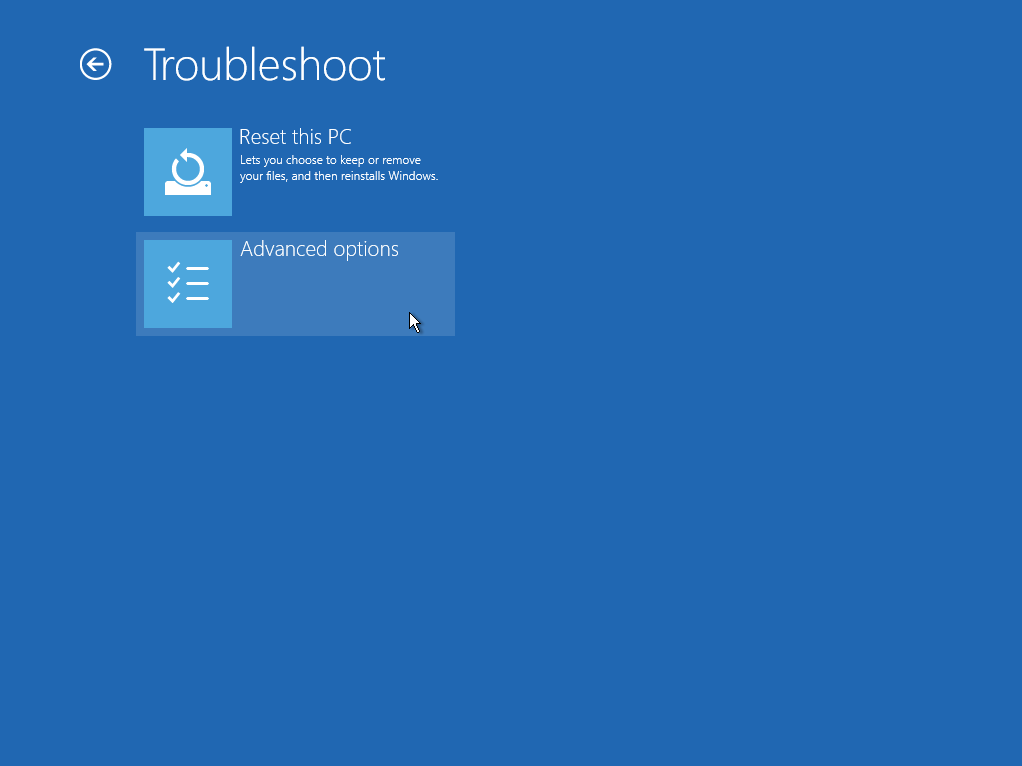 Troubleshoot
Reset this PC
Lets you choose to keep or remove
your files, and then reinstalls Windows.
Advanced options